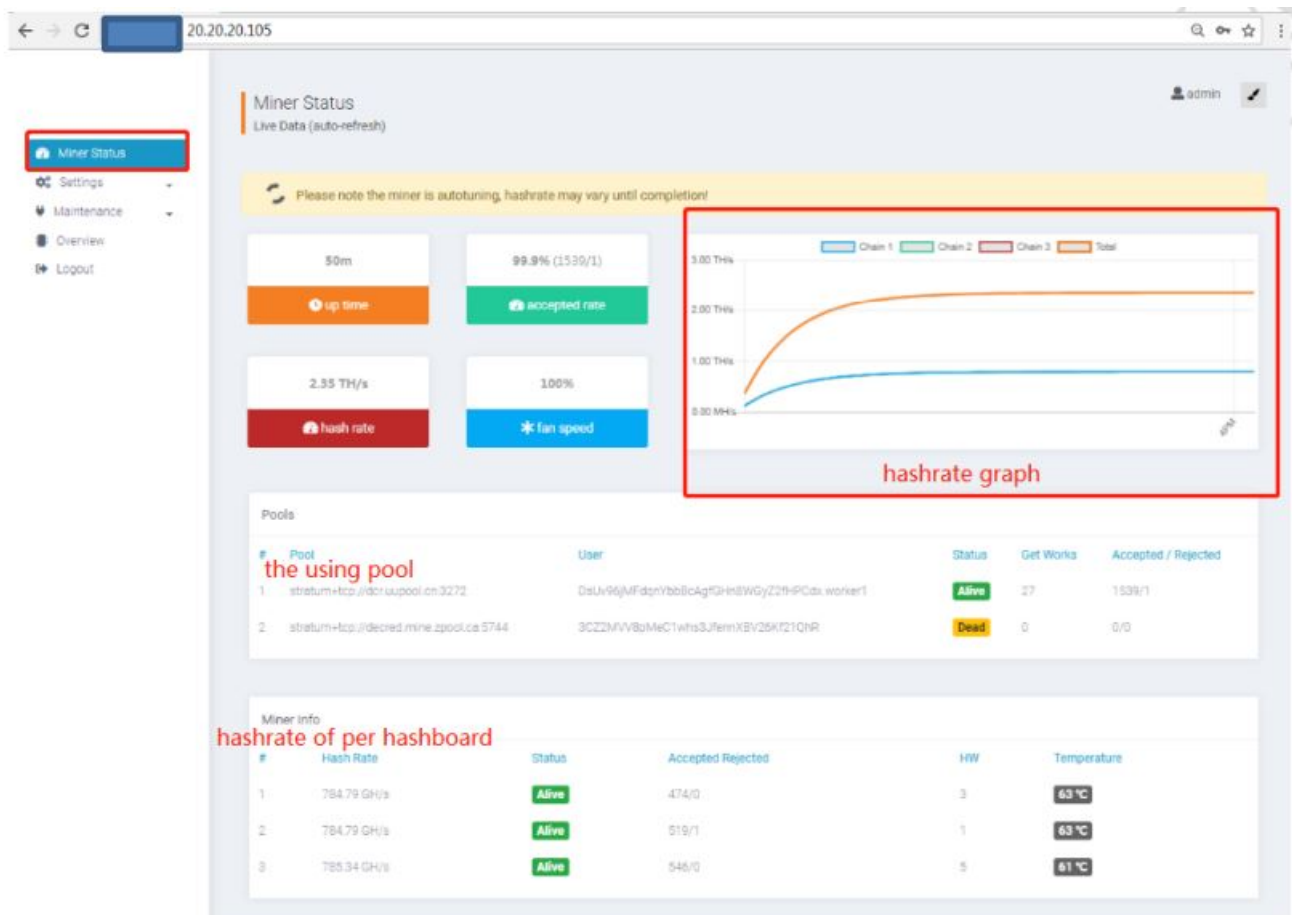 20.20.20.105
admin
Miner Status
Live Data (auto-refresh)
Miner Status
Settings
Maintenance
Overview
Logout
Please note the miner is autotuning, hashrate may vary until completion!
50m
up time
99.9% (1539/1)
accepted rate
2.35 TH/s
hash rate
100%
fan speed
Chain 1 Chain 2 Chain 3 Total
3.00 TH/s
2.00 TH/s
1.00 TH/s
0.00 MH/s
hashrate graph
Pools
# Pool User Status Get Works Accepted / Rejected
the using pool
1 stratum+tcp://dcr.uupool.cn:3272 Alive 27 1539/1
2 stratum+tcp://decred.mine.zpool.ca:5744 Dead 0 0/0
Miner Info
hashrate of per hashboard
# Hash Rate Status Accepted Rejected HW Temperature
1 784.79 GH/s Alive 474/0 3 63 °C
2 784.79 GH/s Alive 519/1 1 63 °C
3 785.34 GH/s Alive 546/0 5 61 °C